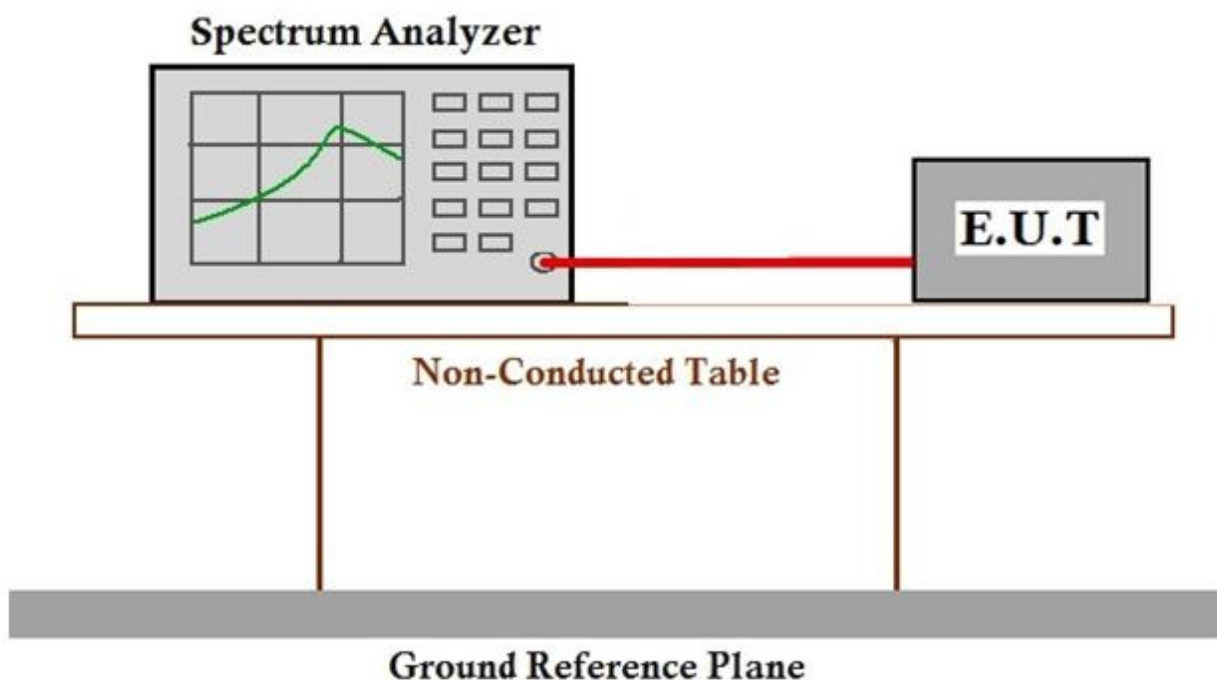 Spectrum Analyzer
E.U.T
Non-Conducted Table
Ground Reference Plane